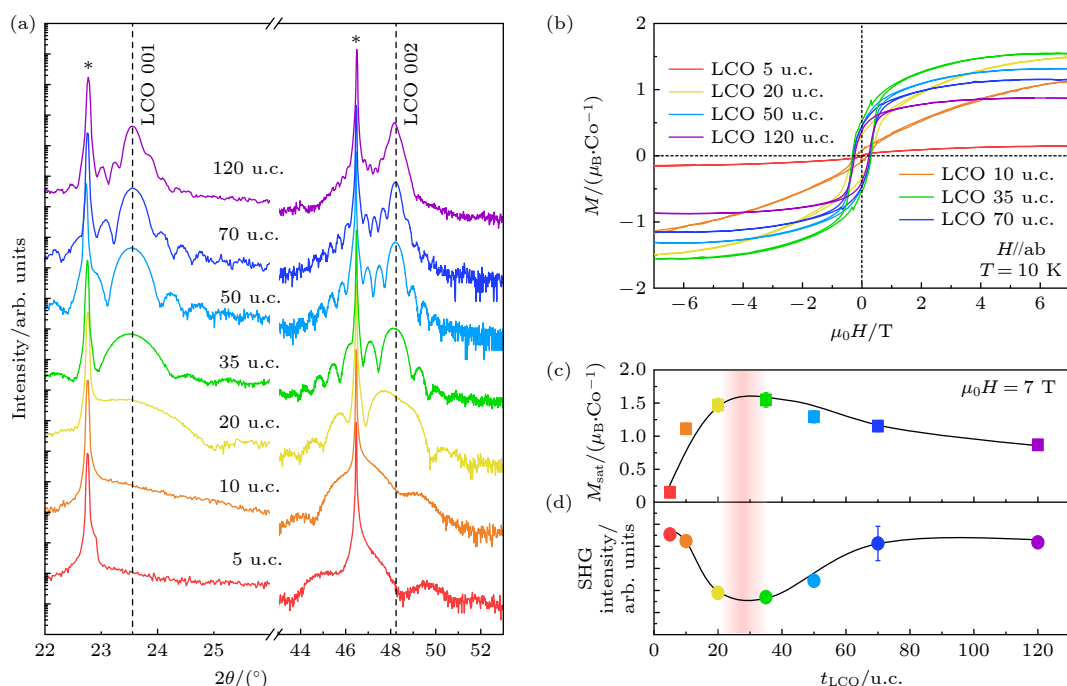 (a)
*
*
LCO 001
LCO 002
120 u.c.
70 u.c.
50 u.c.
35 u.c.
20 u.c.
10 u.c.
5 u.c.
Intensity/arb. units
22 23 24 25 26 44 46 48 50 52
2θ/(°)
(b)
2
1
0
−1
−2
LCO 5 u.c.
LCO 20 u.c.
LCO 50 u.c.
LCO 120 u.c.
LCO 10 u.c.
LCO 35 u.c.
LCO 70 u.c.
H//ab
T = 10 K
M/(μB·Co−1)
−6 −4 −2 0 2 4 6
μ0H/T
(c)
2.0
1.5
1.0
0.5
0
μ0H = 7 T
Msat/(μB·Co−1)
(d)
SHG
intensity/
arb. units
0 20 40 60 80 100 120
tLCO/u.c.